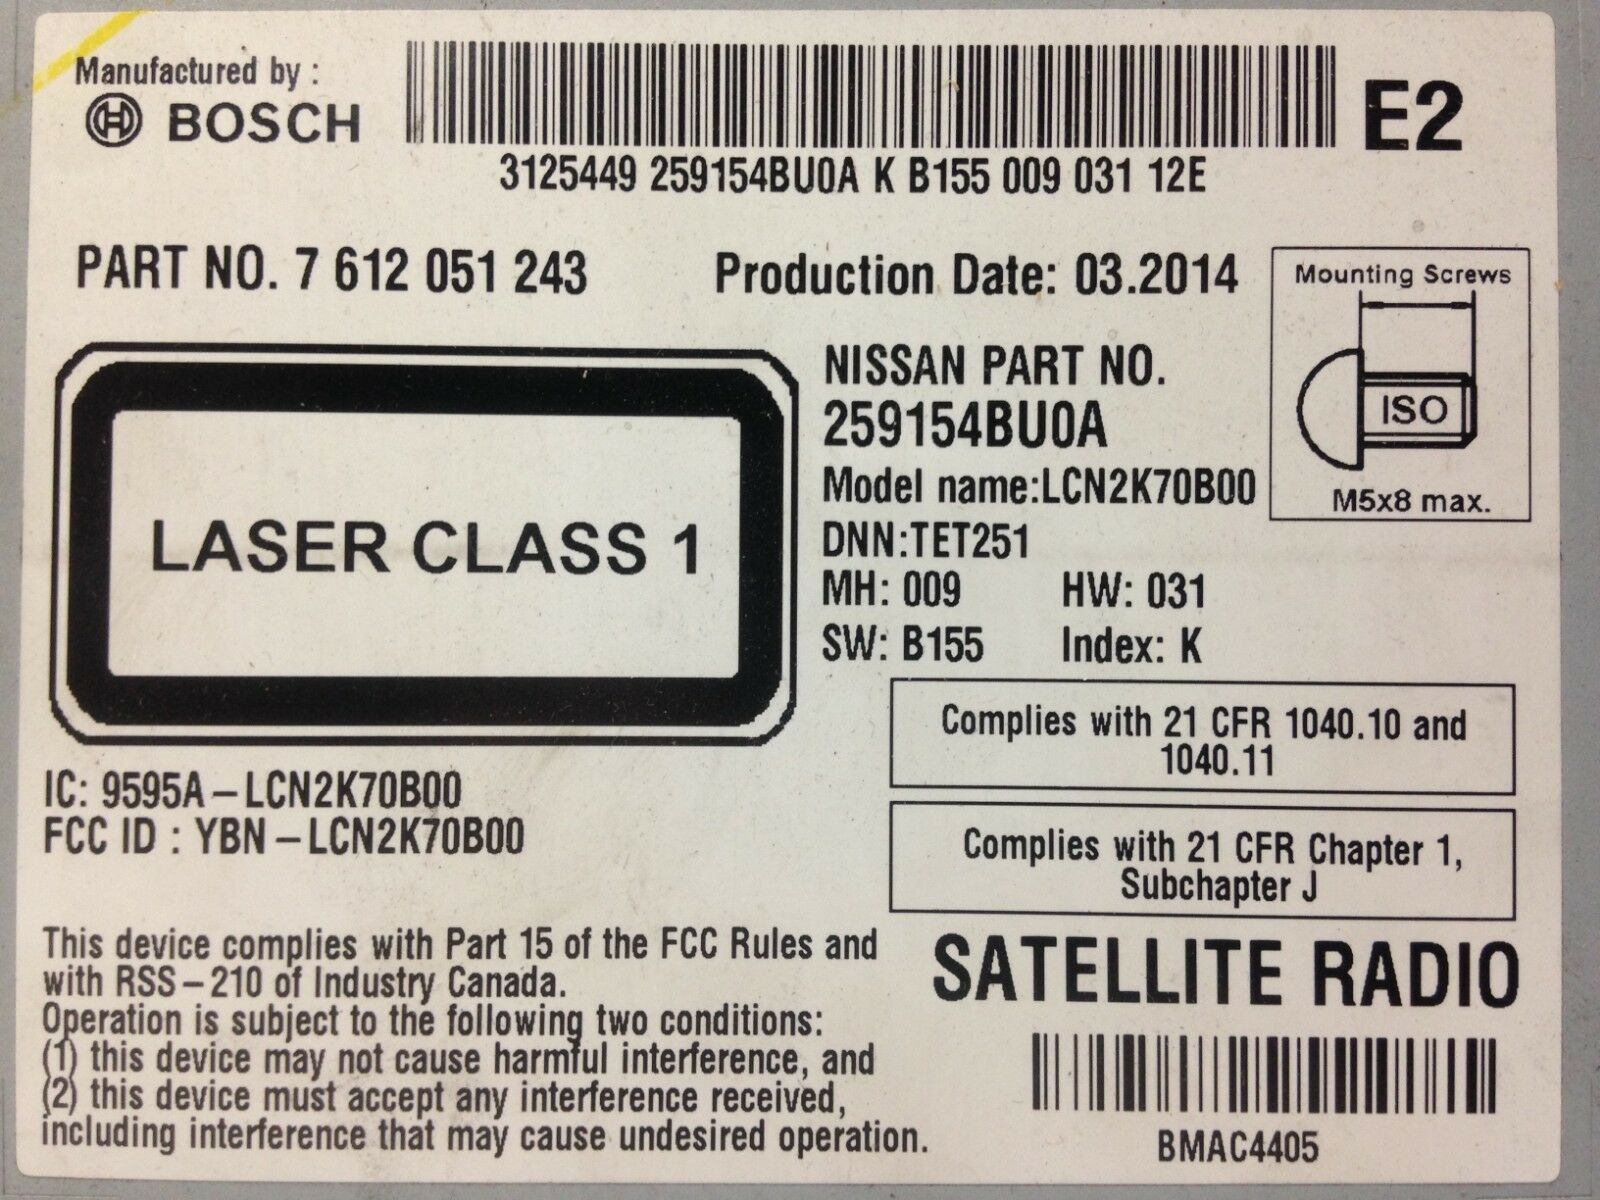 Manufactured by :
BOSCH
E2
3125449 259154BU0A K B155 009 031 12E
PART NO. 7 612 051 243
Production Date: 03.2014
Mounting Screws
ISO
M5x8 max.
LASER CLASS 1
NISSAN PART NO.
259154BU0A
Model name:LCN2K70B00
DNN:TET251
MH: 009 HW: 031
SW: B155 Index: K
Complies with 21 CFR 1040.10 and
1040.11
Complies with 21 CFR Chapter 1,
Subchapter J
IC: 9595A-LCN2K70B00
FCC ID : YBN-LCN2K70B00
This device complies with Part 15 of the FCC Rules and
with RSS-210 of Industry Canada.
Operation is subject to the following two conditions:
(1) this device may not cause harmful interference, and
(2) this device must accept any interference received,
including interference that may cause undesired operation.
SATELLITE RADIO
BMAC4405